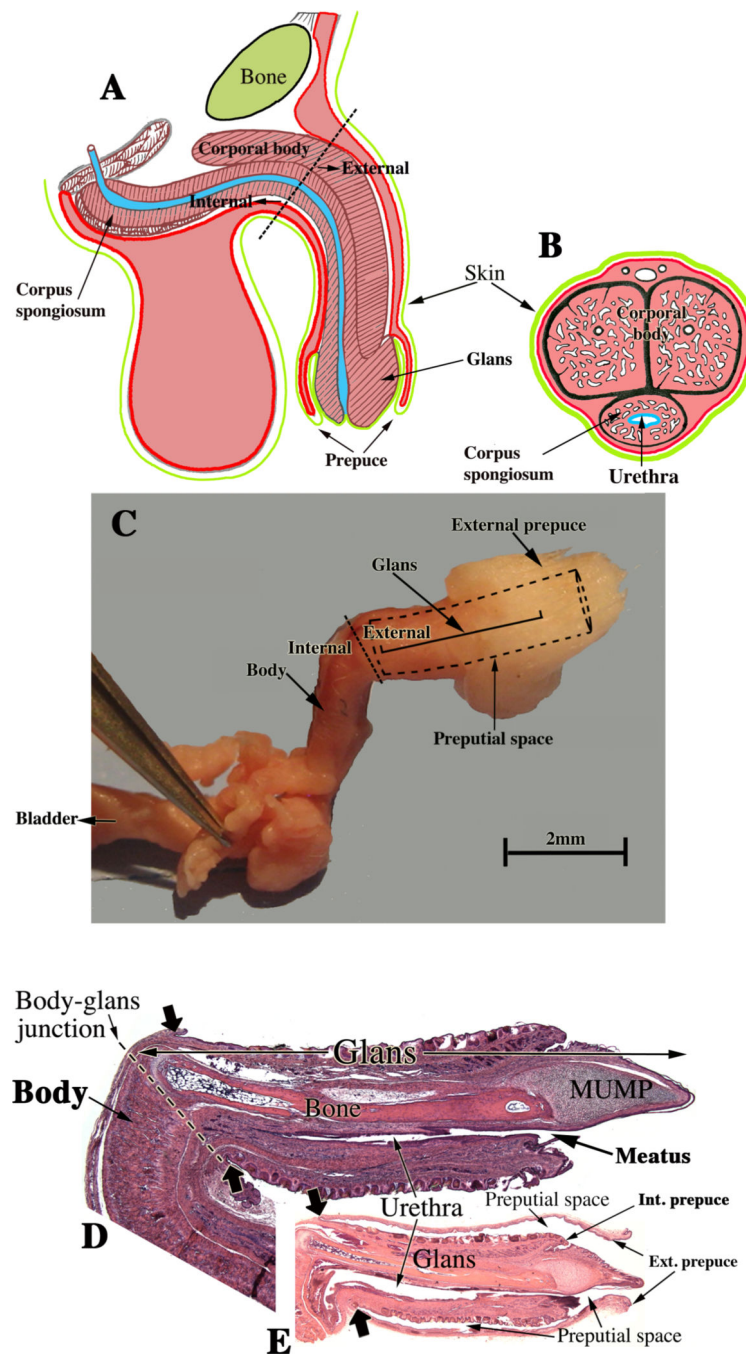 A
Bone
Corporal body
External
Internal
Corpus
spongiosum
Skin
Glans
Prepuce
B
Corporal
body
Corpus
spongiosum
Urethra
C
External prepuce
Glans
Internal
External
Body
Preputial space
Bladder
2mm
Body-glans
junction
Glans
Body
Bone
MUMP
Meatus
D
Urethra
Preputial space
Int. prepuce
Glans
Ext. prepuce
E
Preputial space